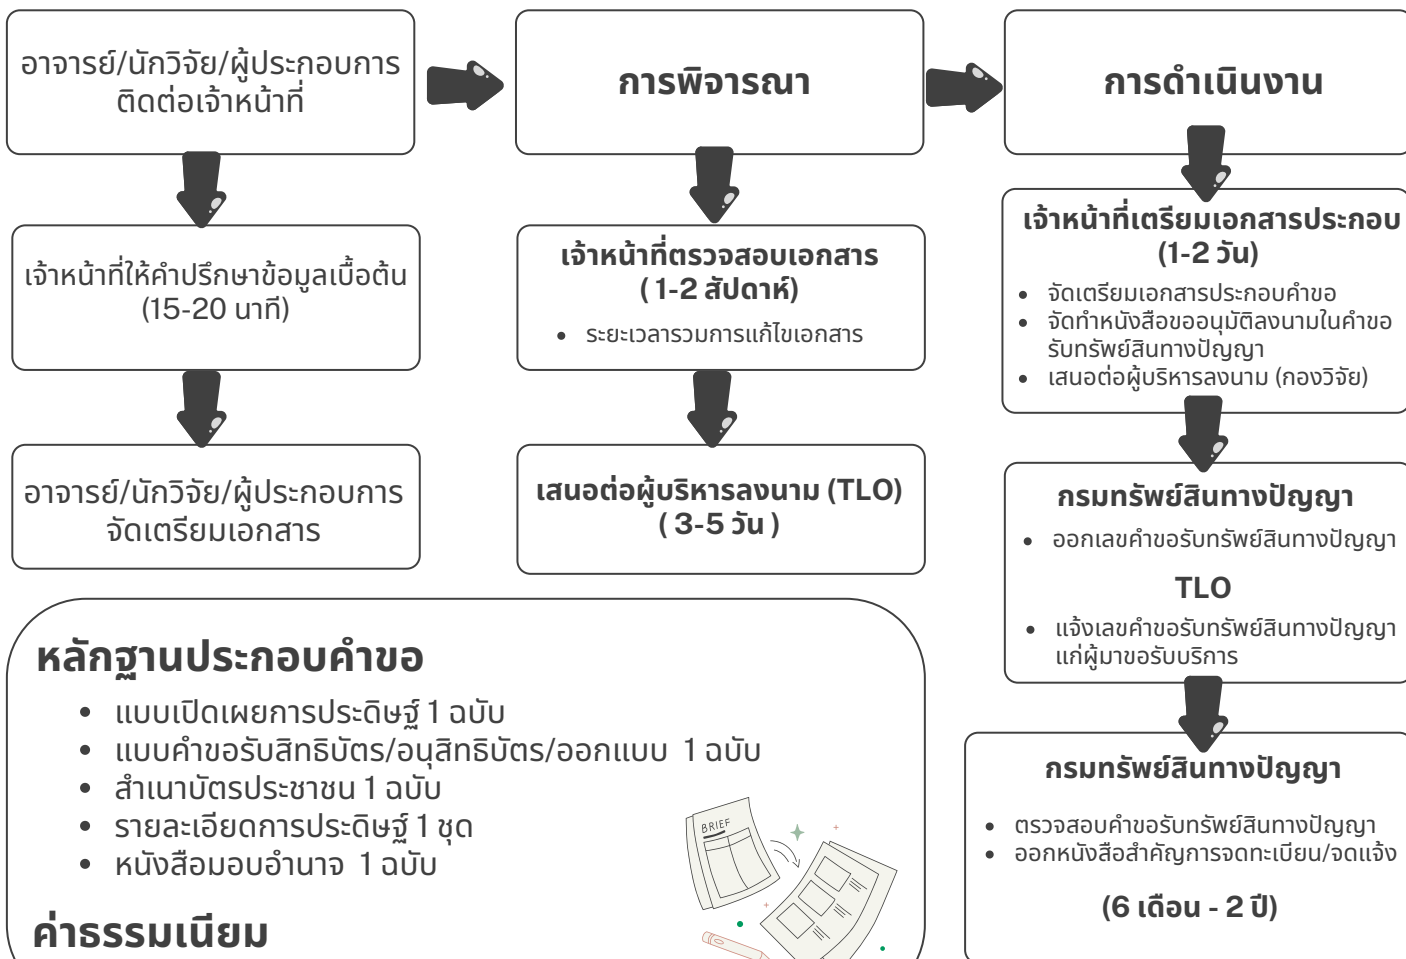 อาจารย์/นักวิจัย/ผู้ประกอบการ
ติดต่อเจ้าหน้าที่
เจ้าหน้าที่ให้คำปรึกษาข้อมูลเบื้อต้น
(15-20 นาที)
อาจารย์/นักวิจัย/ผู้ประกอบการ
จัดเตรียมเอกสาร
การพิจารณา
เจ้าหน้าที่ตรวจสอบเอกสาร
( 1-2 สัปดาห์)
• ระยะเวลารวมการแก้ไขเอกสาร
เสนอต่อผู้บริหารลงนาม (TLO)
( 3-5 วัน )
การดำเนินงาน
เจ้าหน้าที่เตรียมเอกสารประกอบ
(1-2 วัน)
• จัดเตรียมเอกสารประกอบคำขอ
• จัดทำหนังสือขออนุมัติลงนามในคำขอ
รับทรัพย์สินทางปัญญา
• เสนอต่อผู้บริหารลงนาม (กองวิจัย)
กรมทรัพย์สินทางปัญญา
• ออกเลขคำขอรับทรัพย์สินทางปัญญา
TLO
• แจ้งเลขคำขอรับทรัพย์สินทางปัญญา
แก่ผู้มาขอรับบริการ
กรมทรัพย์สินทางปัญญา
• ตรวจสอบคำขอรับทรัพย์สินทางปัญญา
• ออกหนังสือสำคัญการจดทะเบียน/จดแจ้ง
(6 เดือน - 2 ปี)
หลักฐานประกอบคำขอ
• แบบเปิดเผยการประดิษฐ์ 1 ฉบับ
• แบบคำขอรับสิทธิบัตร/อนุสิทธิบัตร/ออกแบบ 1 ฉบับ
• สำเนาบัตรประชาชน 1 ฉบับ
• รายละเอียดการประดิษฐ์ 1 ชุด
• หนังสือมอบอำนาจ 1 ฉบับ
BRIEF
ค่าธรรมเนียม